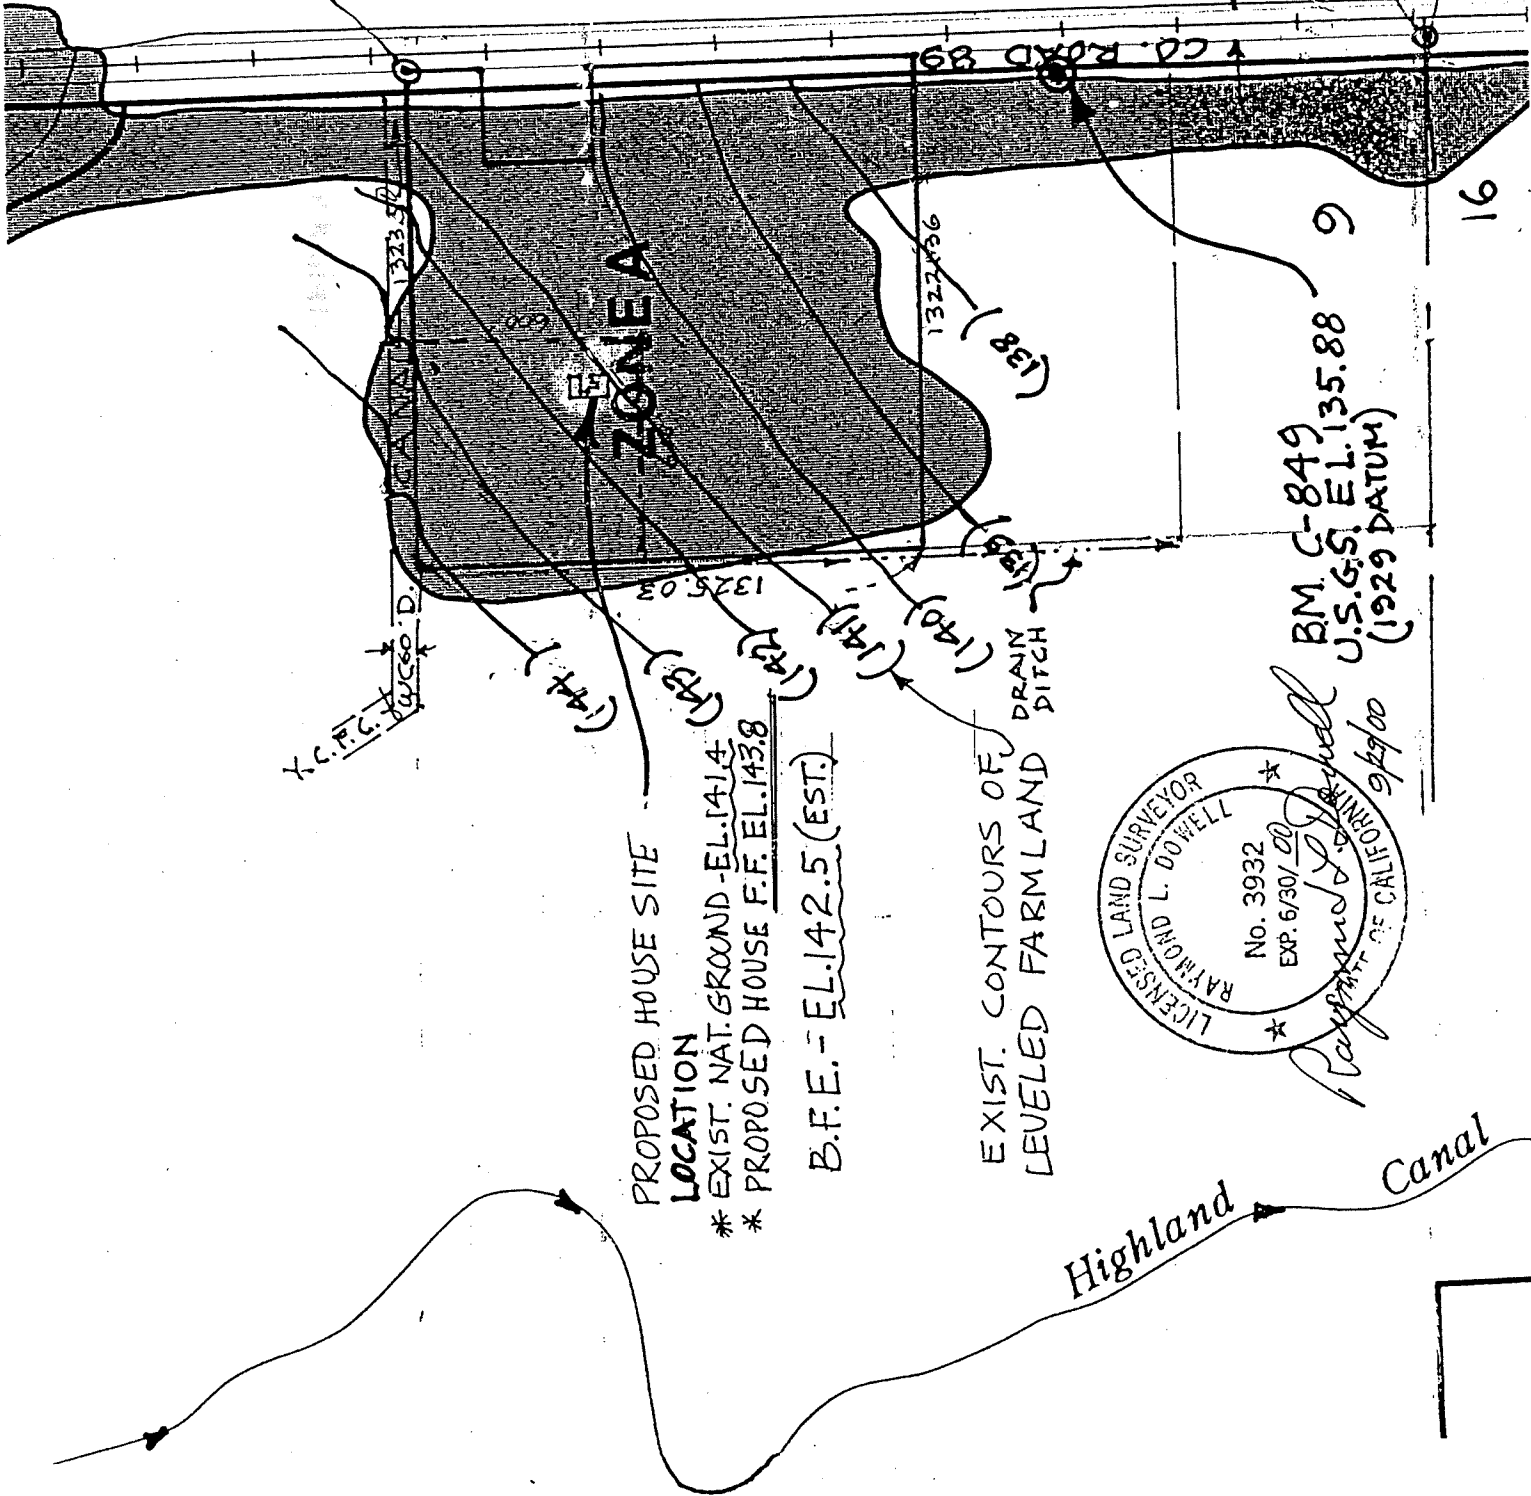 CO. ROAD 89
1323.
CANAL
600
ZONE A
1322.36
1325.03
(138)
(139)
(140)
(141)
(142)
(143)
(144)
PROPOSED HOUSE SITE
LOCATION
* EXIST. NAT. GROUND - EL. 141.4
* PROPOSED HOUSE F.F. EL. 143.8
B.F.E. - EL. 142.5 (EST.)
EXIST. CONTOURS OF
LEVELED FARMLAND
DRAIN
DITCH
B.M. C-849
U.S.G.S. EL. 135.88
(1929 DATUM)
9
16
LICENSED LAND SURVEYOR
RAYMOND L. DOWELL
No. 3932
EXP. 6/30/00
STATE OF CALIFORNIA
Raymond L. Dowell
9/29/00
Highland Canal